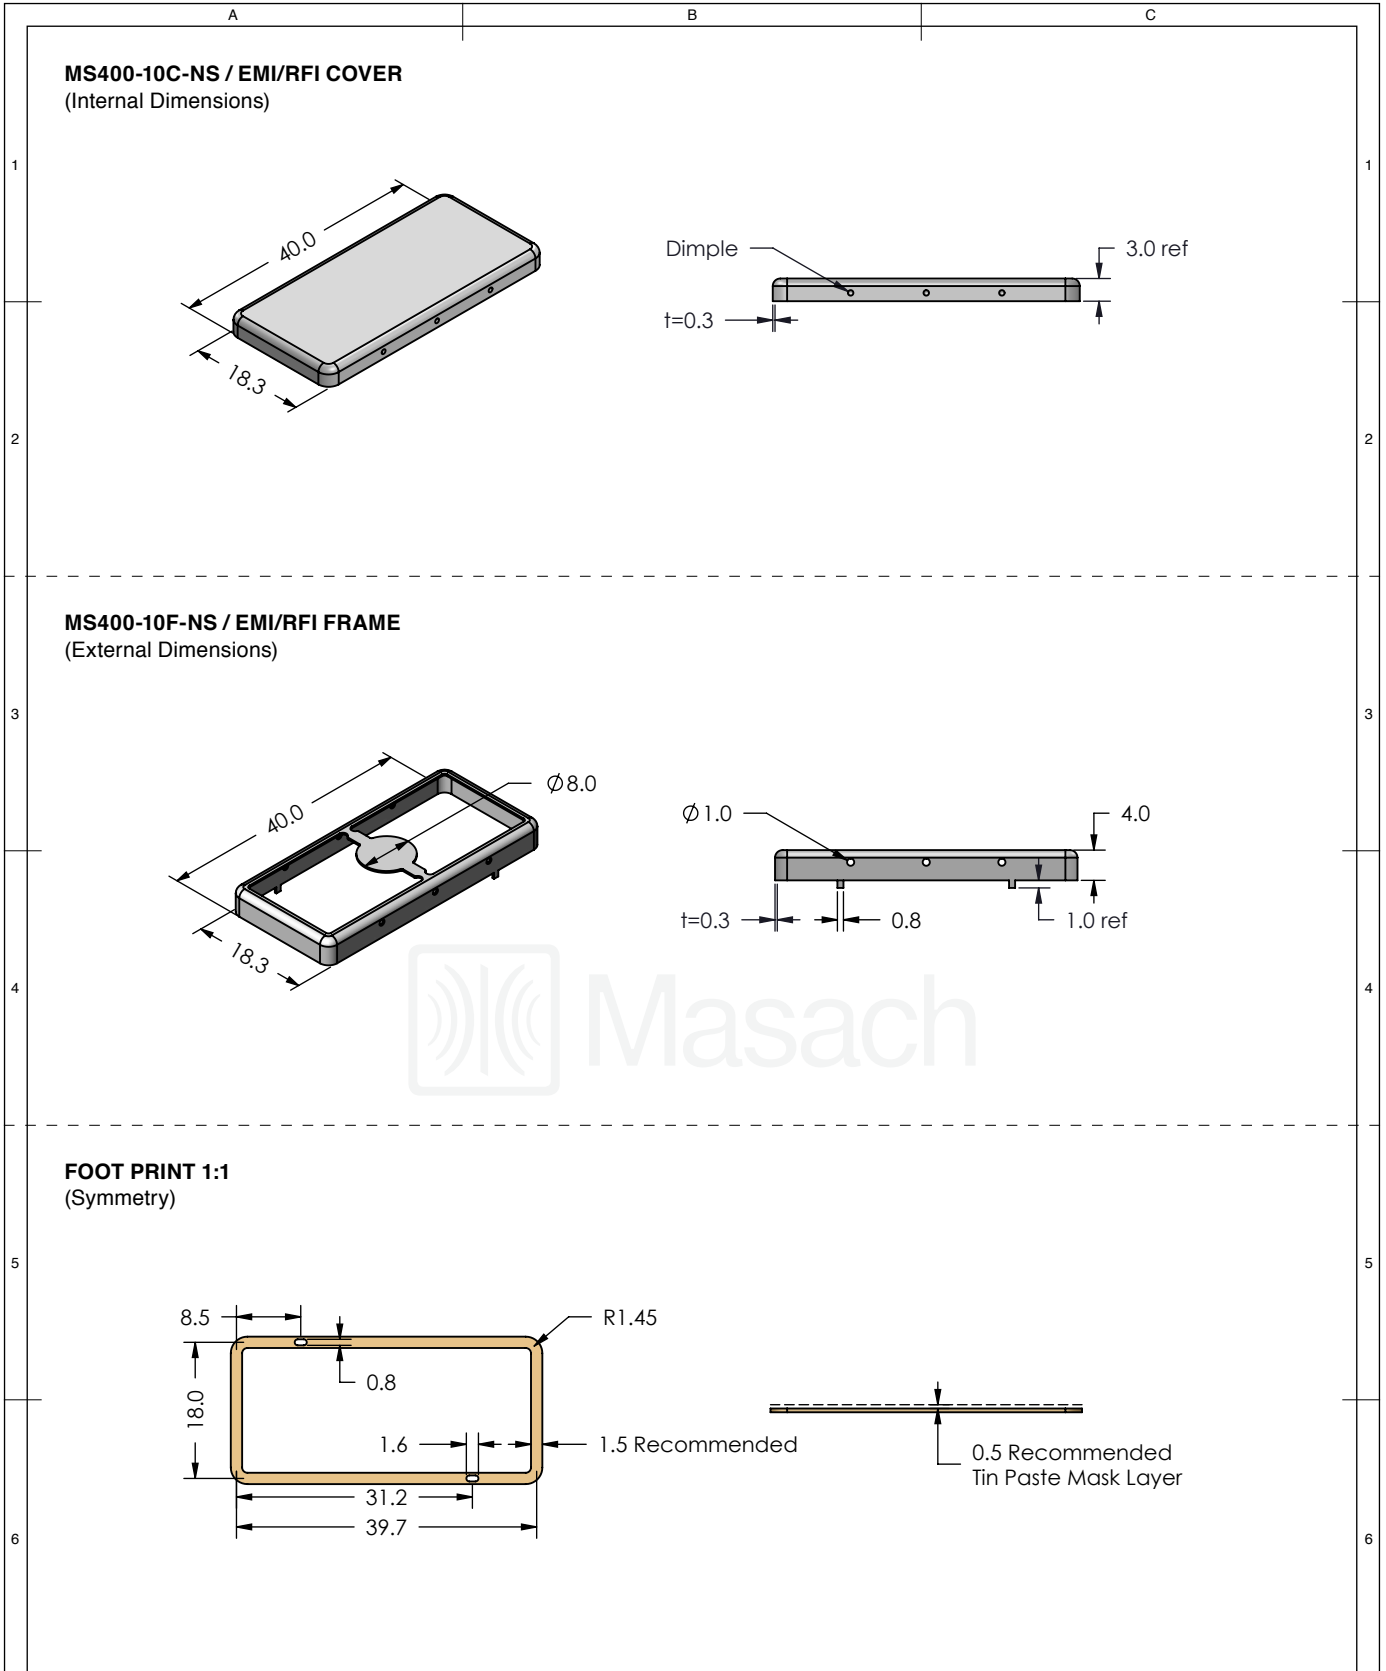 A
B
C
MS400-10C-NS / EMI/RFI COVER
(Internal Dimensions)
1
1
40.0
18.3
Dimple
3.0 ref
t=0.3
2
2
MS400-10F-NS / EMI/RFI FRAME
(External Dimensions)
3
3
40.0
∅8.0
18.3
∅1.0
4.0
t=0.3
0.8
1.0 ref
Masach
4
4
FOOT PRINT 1:1
(Symmetry)
5
5
8.5
R1.45
0.8
18.0
1.6
1.5 Recommended
31.2
39.7
0.5 Recommended
Tin Paste Mask Layer
6
6